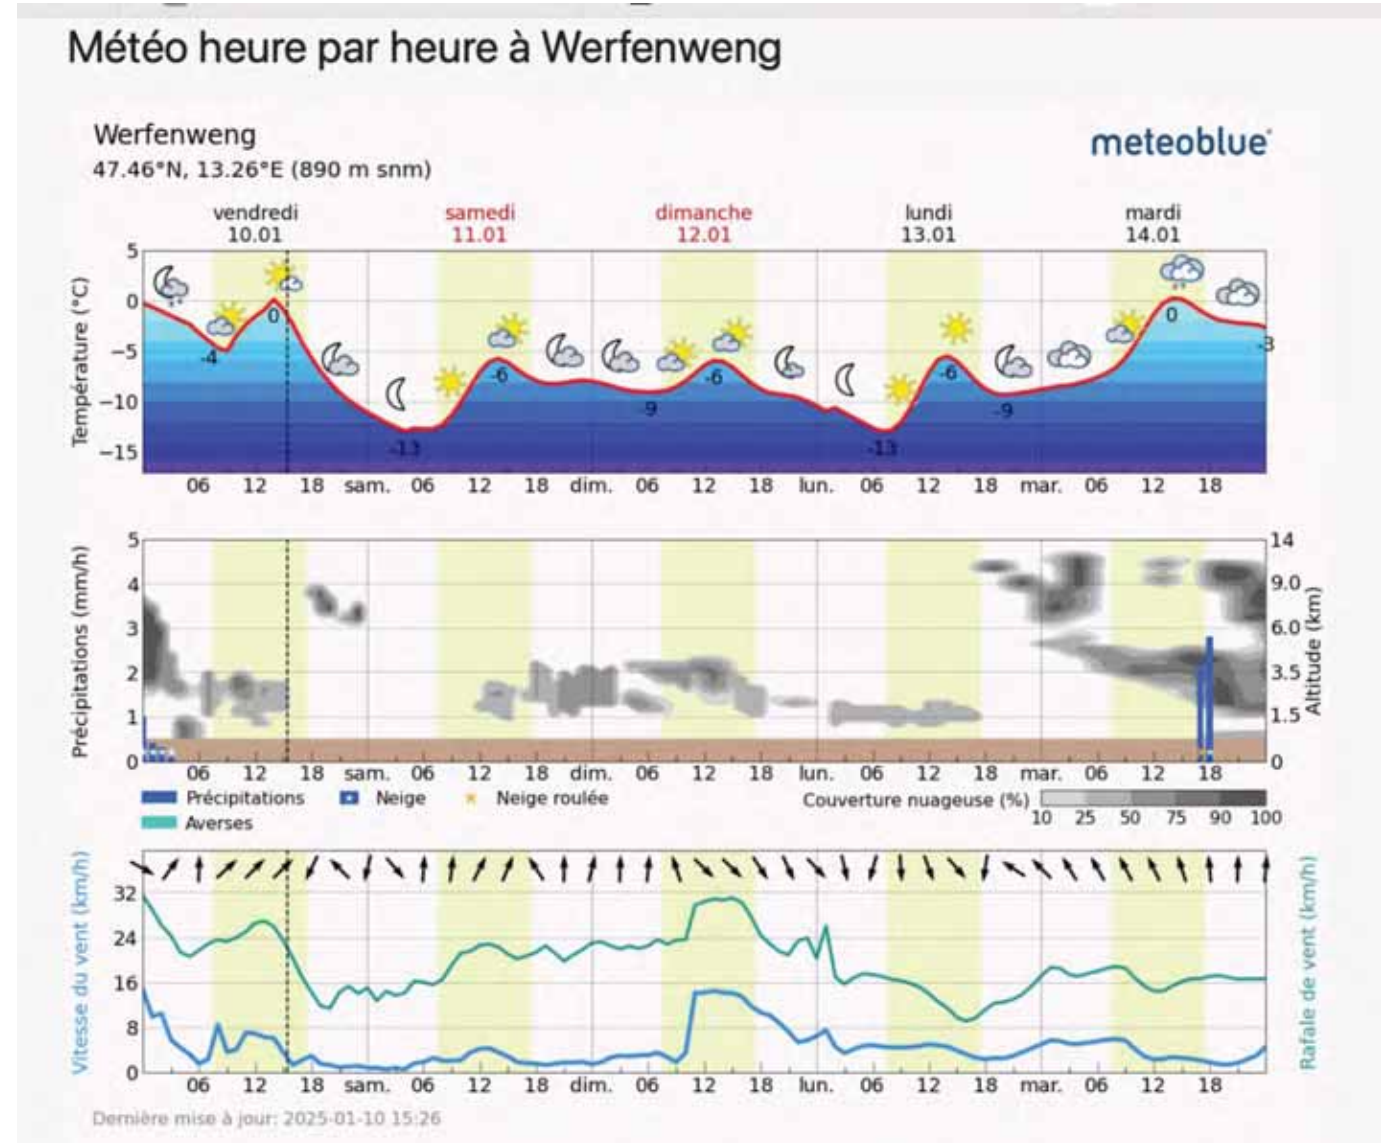 Météo heure par heure à Werfenweng
Werfenweng
meteoblue
47.46°N, 13.26°E (890 m snm)
vendredi samedi dimanche lundi mardi
10.01 11.01 12.01 13.01 14.01
Température (°C)
5
0
−5
−10
−15
-4 0 -13 -6 -9 -6 -13 -6 -9 0 -3
06 12 18 sam. 06 12 18 dim. 06 12 18 lun. 06 12 18 mar. 06 12 18
Précipitations (mm/h)
5
4
3
2
1
0
14
9.0
6.0
3.5
1.5
0
Altitude (km)
06 12 18 sam. 06 12 18 dim. 06 12 18 lun. 06 12 18 mar. 06 12 18
Précipitations Neige Neige roulée
Averses
Couverture nuageuse (%)
10 25 50 75 90 100
Vitesse du vent (km/h)
32
24
16
8
0
Rafale de vent (km/h)
06 12 18 sam. 06 12 18 dim. 06 12 18 lun. 06 12 18 mar. 06 12 18
Dernière mise à jour: 2025-01-10 15:26